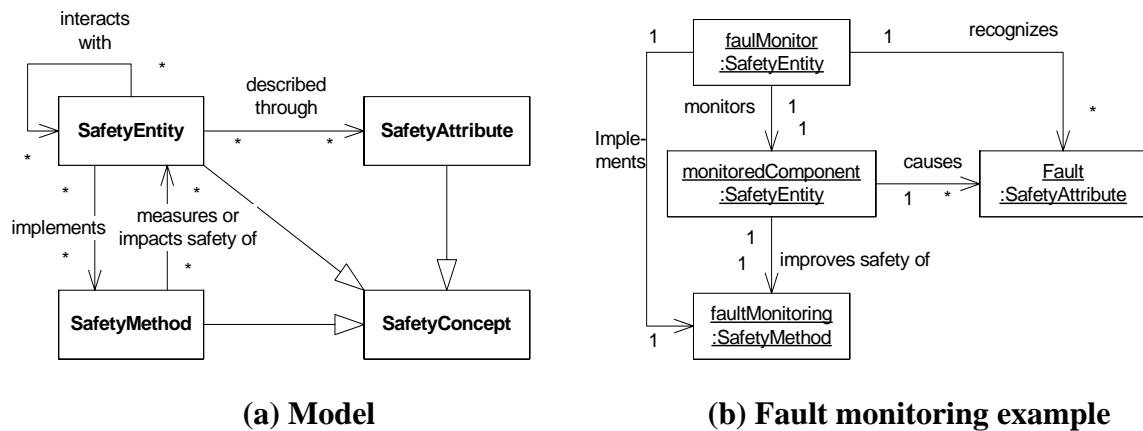 interacts
with
*
*
SafetyEntity
described
through
*
*
SafetyAttribute
*
*
implements
measures or
impacts safety of
*
*
SafetyMethod
SafetyConcept
(a) Model
1
faulMonitor
:SafetyEntity
1
recognizes
monitors
1
1
*
Imple-
ments
monitoredComponent
:SafetyEntity
causes
1
*
Fault
:SafetyAttribute
1
1
improves safety of
faultMonitoring
:SafetyMethod
1
(b) Fault monitoring example